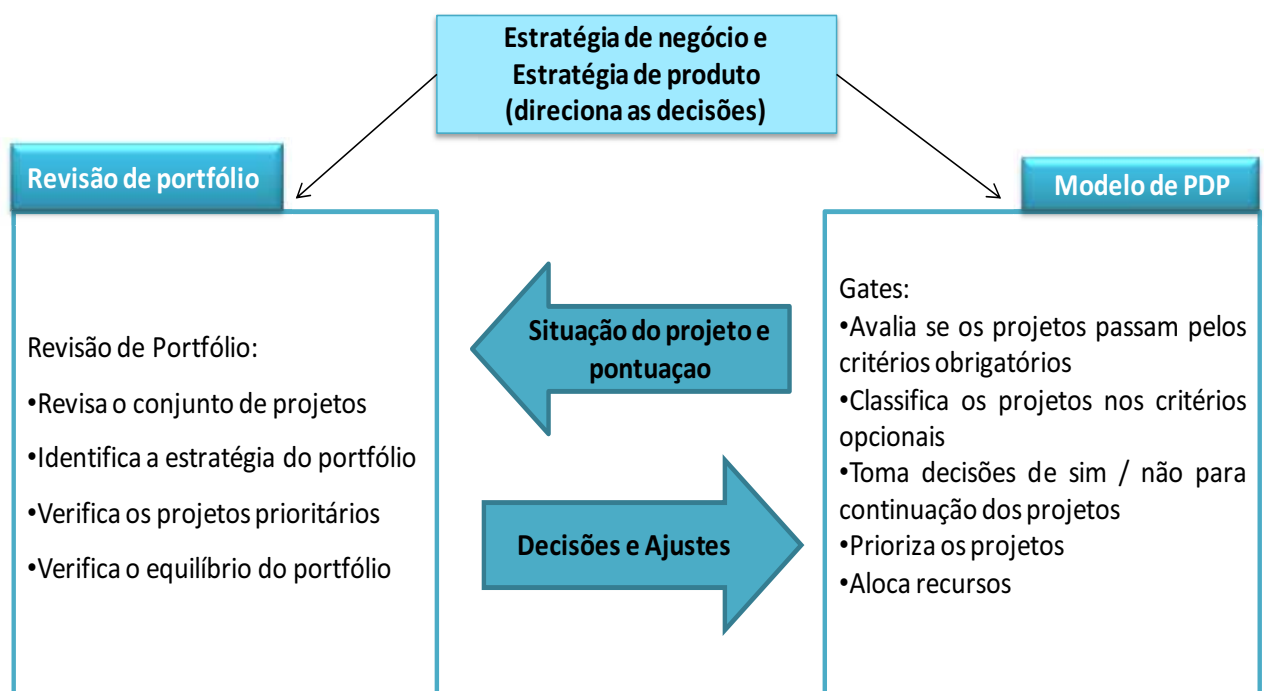 Estratégia de negócio e
Estratégia de produto
(direciona as decisões)
Revisão de portfólio
Modelo de PDP
Revisão de Portfólio:
•Revisa o conjunto de projetos
•Identifica a estratégia do portfólio
•Verifica os projetos prioritários
•Verifica o equilíbrio do portfólio
Situação do projeto e
pontuaçao
Decisões e Ajustes
Gates:
•Avalia se os projetos passam pelos
critérios obrigatórios
•Classifica os projetos nos critérios
opcionais
•Toma decisões de sim / não para
continuação dos projetos
•Prioriza os projetos
•Aloca recursos